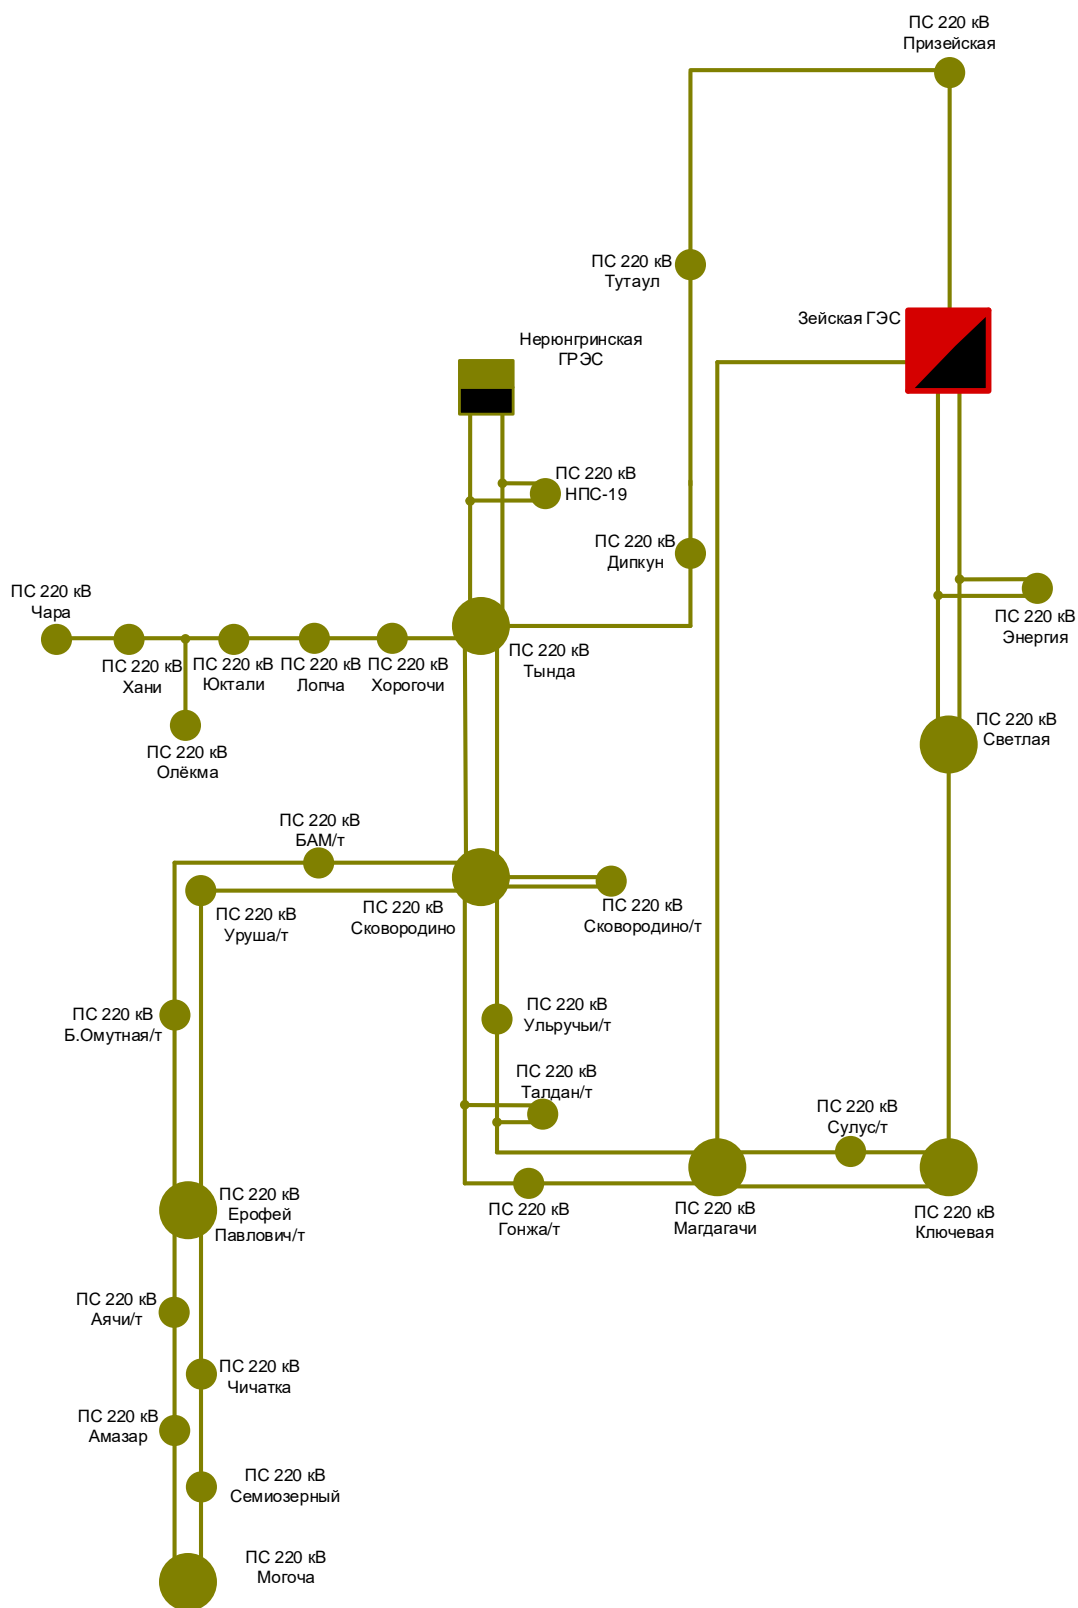 ПС 220 кВ
Призейская
ПС 220 кВ
Тутаул
Зейская ГЭС
Нерюнгринская
ГРЭС
ПС 220 кВ
НПС-19
ПС 220 кВ
Дипкун
ПС 220 кВ
Чара
ПС 220 кВ
Энергия
ПС 220 кВ
Хани
ПС 220 кВ
Юктали
ПС 220 кВ
Лопча
ПС 220 кВ
Хорогочи
ПС 220 кВ
Тында
ПС 220 кВ
Светлая
ПС 220 кВ
Олёкма
ПС 220 кВ
БАМ/т
ПС 220 кВ
Уруша/т
ПС 220 кВ
Сковородино
ПС 220 кВ
Сковородино/т
ПС 220 кВ
Б.Омутная/т
ПС 220 кВ
Ульручьи/т
ПС 220 кВ
Талдан/т
ПС 220 кВ
Сулус/т
ПС 220 кВ
Ерофей
Павлович/т
ПС 220 кВ
Гонжа/т
ПС 220 кВ
Магдагачи
ПС 220 кВ
Ключевая
ПС 220 кВ
Аячи/т
ПС 220 кВ
Чичатка
ПС 220 кВ
Амазар
ПС 220 кВ
Семиозерный
ПС 220 кВ
Могоча